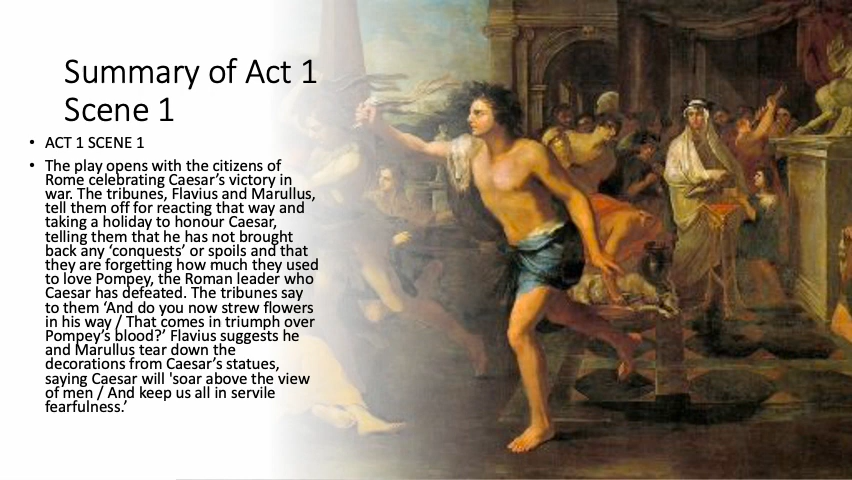 Summary of Act 1
Scene 1
• ACT 1 SCENE 1
• The play opens with the citizens of
Rome celebrating Caesar’s victory in
war. The tribunes, Flavius and Marullus,
tell them off for reacting that way and
taking a holiday to honour Caesar,
telling them that he has not brought
back any ‘conquests’ or spoils and that
they are forgetting how much they used
to love Pompey, the Roman leader who
Caesar has defeated. The tribunes say
to them ‘And do you now strew flowers
in his way / That comes in triumph over
Pompey’s blood?’ Flavius suggests he
and Marullus tear down the
decorations from Caesar’s statues,
saying Caesar will 'soar above the view
of men / And keep us all in servile
fearfulness.’